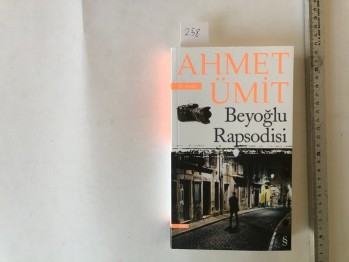 258
AHMET
ÜMİT
Beyoğlu
Rapsodisi